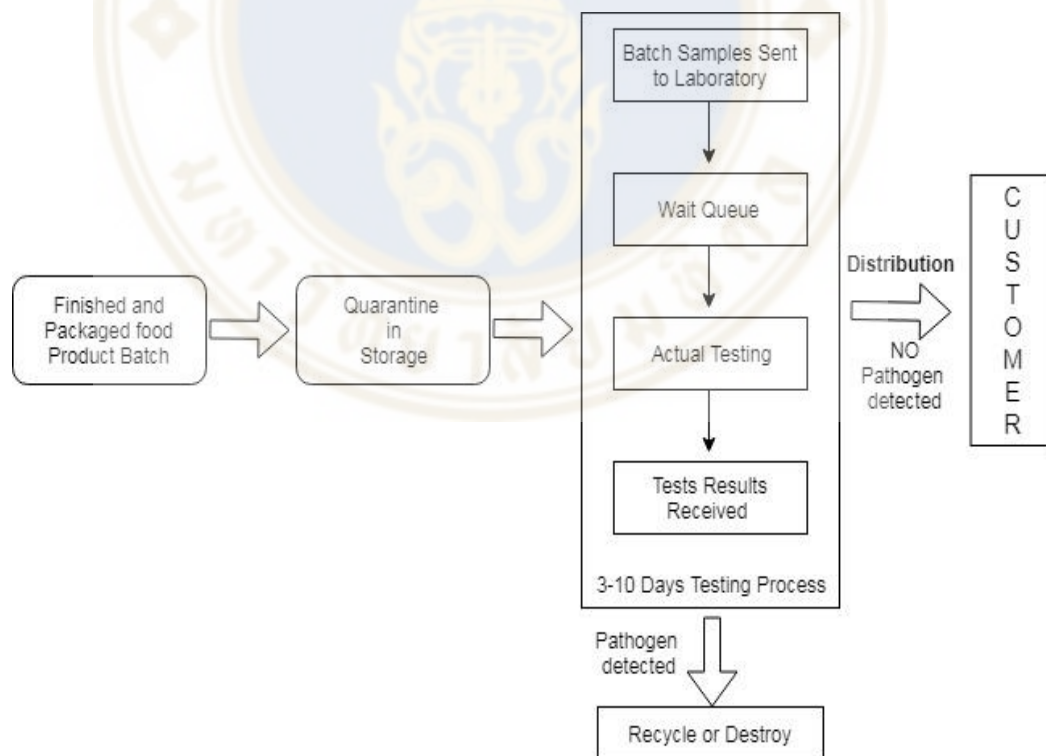 Finished and
Packaged food
Product Batch
Quarantine
in
Storage
Batch Samples Sent
to Laboratory
Wait Queue
Actual Testing
Tests Results
Received
3-10 Days Testing Process
Distribution
NO
Pathogen
detected
C
U
S
T
O
M
E
R
Pathogen
detected
Recycle or Destroy